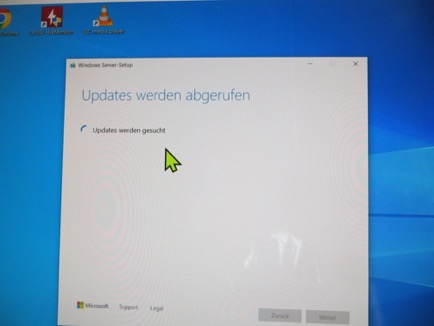 Windows Server-Setup
Updates werden abgerufen
Updates werden gesucht
Microsoft Support Legal
Zurück Weiter